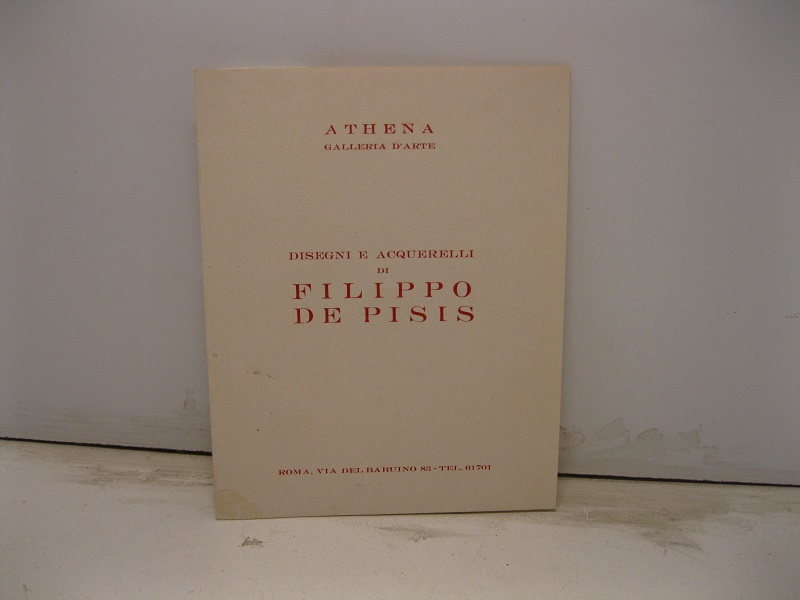 ATHENA
GALLERIA D'ARTE
DISEGNI E ACQUERELLI
DI
FILIPPO
DE PISIS
ROMA, VIA DEL BABUINO 83 - TEL. 61701